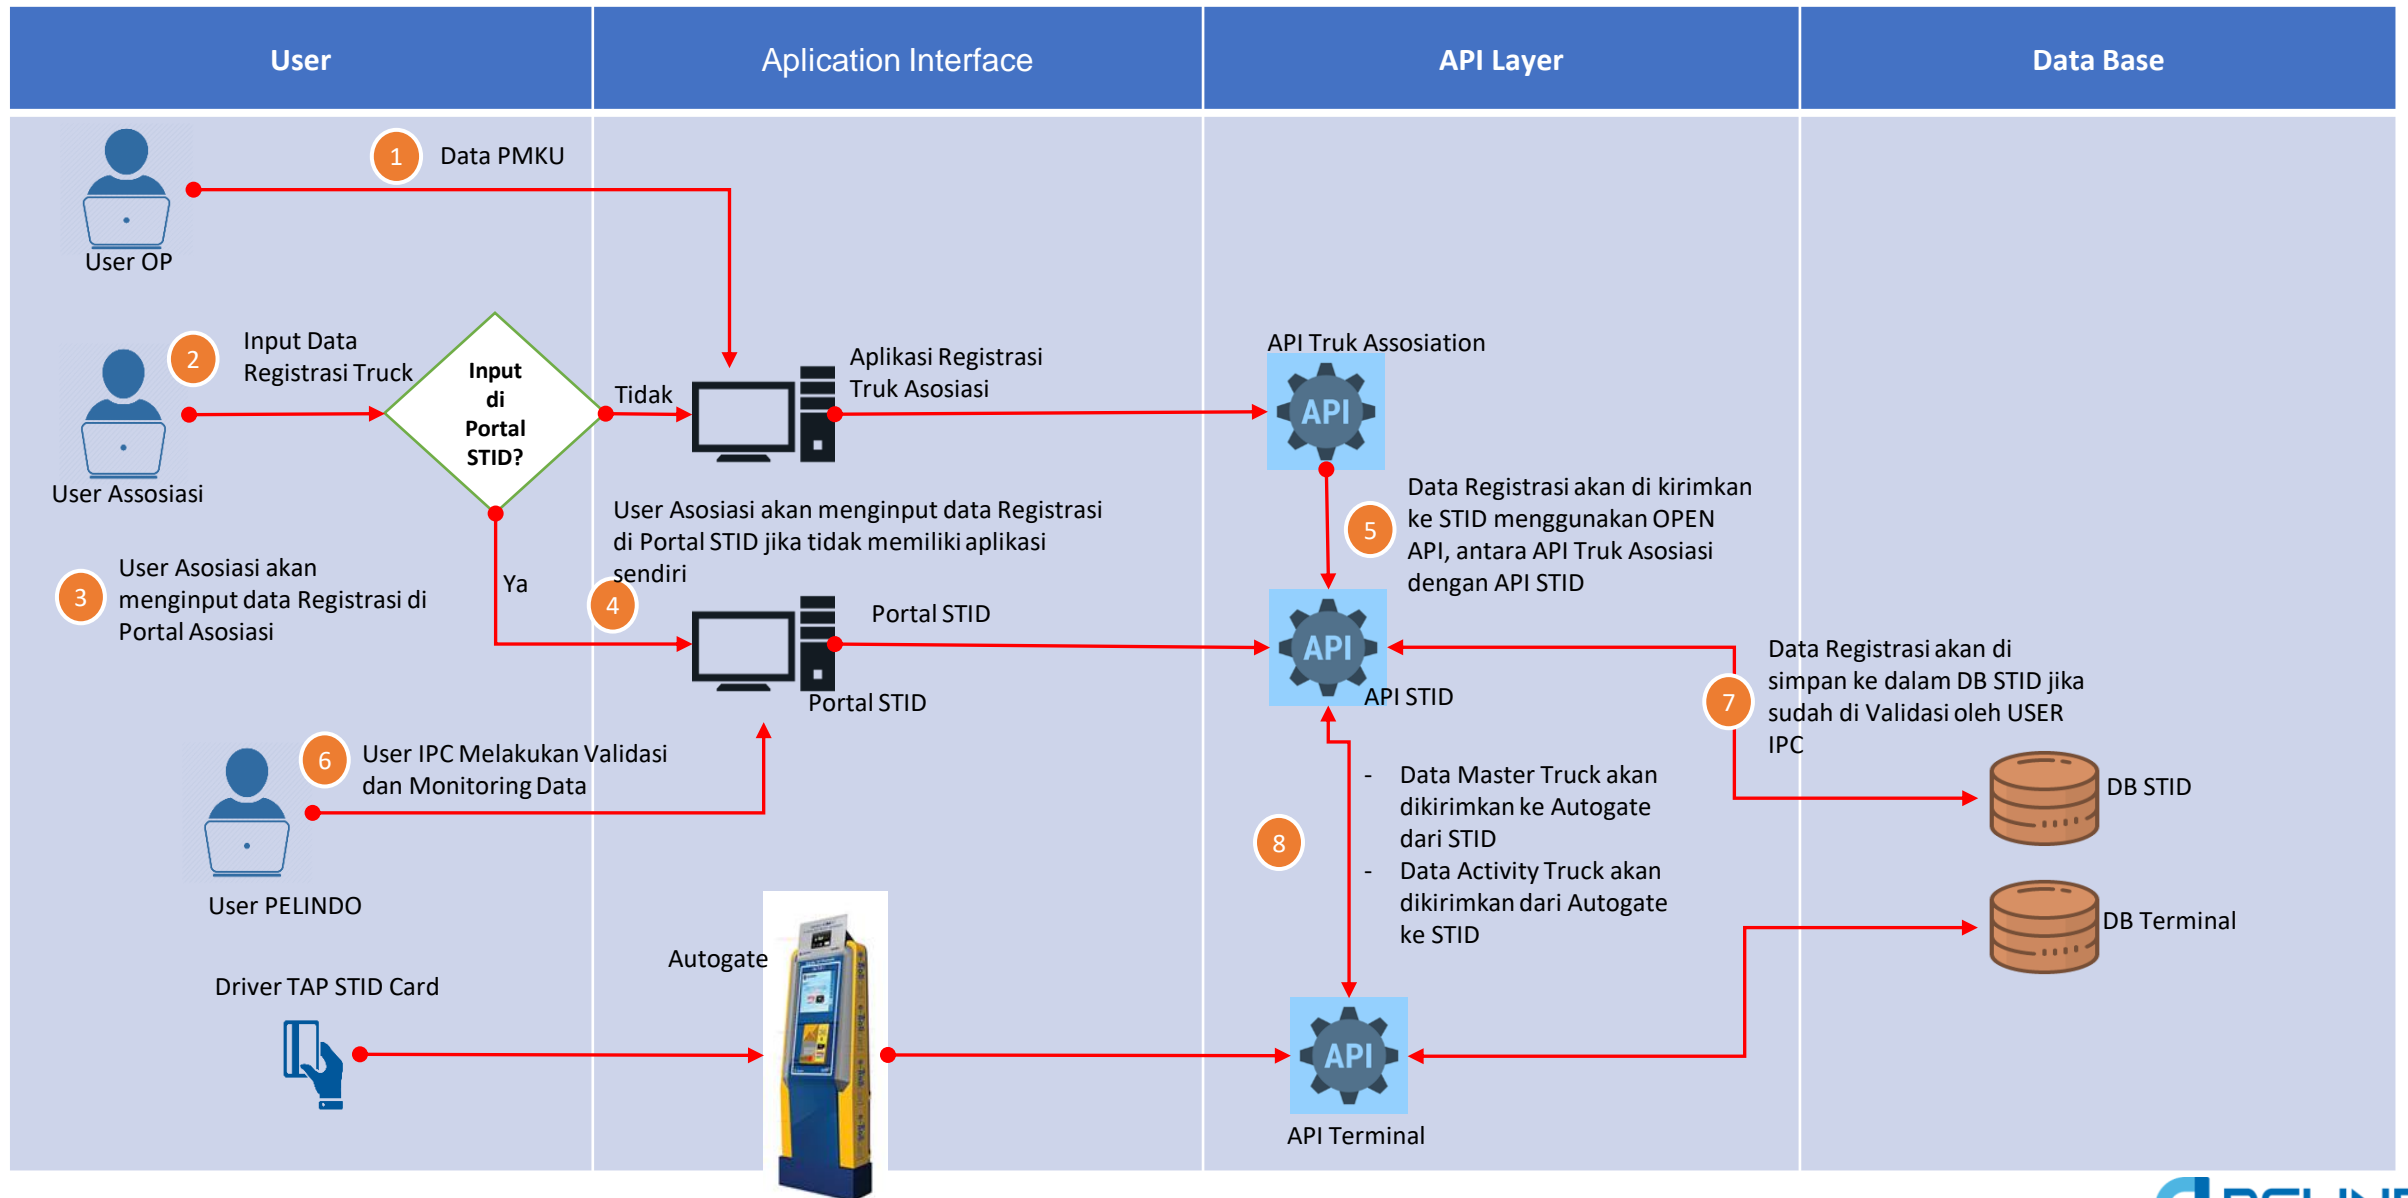 User
Aplication Interface
API Layer
Data Base
1
Data PMKU
User OP
2
Input Data
Registrasi Truck
User Assosiasi
Input
di
Portal
STID?
Tidak
Ya
Aplikasi Registrasi
Truk Asosiasi
API Truk Assosiation
API
3
User Asosiasi akan
menginput data Registrasi di
Portal Asosiasi
4
User Asosiasi akan menginput data Registrasi
di Portal STID jika tidak memiliki aplikasi
sendiri
Portal STID
Portal STID
5
Data Registrasi akan di kirimkan
ke STID menggunakan OPEN
API, antara API Truk Asosiasi
dengan API STID
API
API STID
6
User IPC Melakukan Validasi
dan Monitoring Data
User PELINDO
7
Data Registrasi akan di
simpan ke dalam DB STID jika
sudah di Validasi oleh USER
IPC
DB STID
8
- Data Master Truck akan
dikirimkan ke Autogate
dari STID
- Data Activity Truck akan
dikirimkan dari Autogate
ke STID
DB Terminal
Driver TAP STID Card
Autogate
API
API Terminal